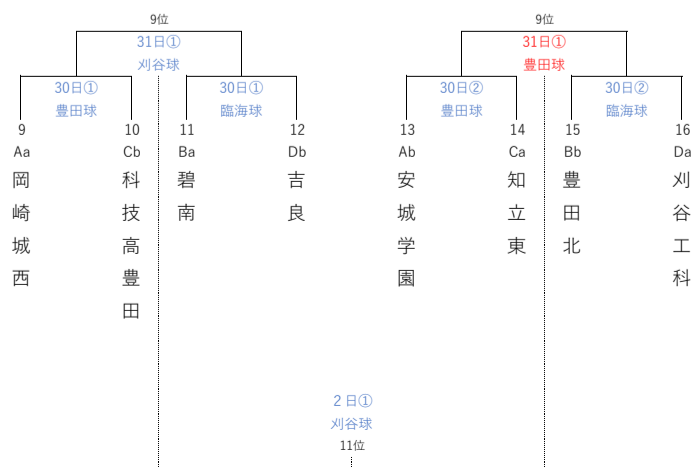 9位
9位
31日①
31日①
刈谷球
豊田球
30日①
30日①
30日②
30日②
豊田球
臨海球
豊田球
臨海球
9
10
11
12
13
14
15
16
Aa
Cb
Ba
Db
Ab
Ca
Bb
Da
岡崎城西
科技高豊田
碧南
吉良
安城学園
知立東
豊田北
刈谷工科
２日①
刈谷球
11位